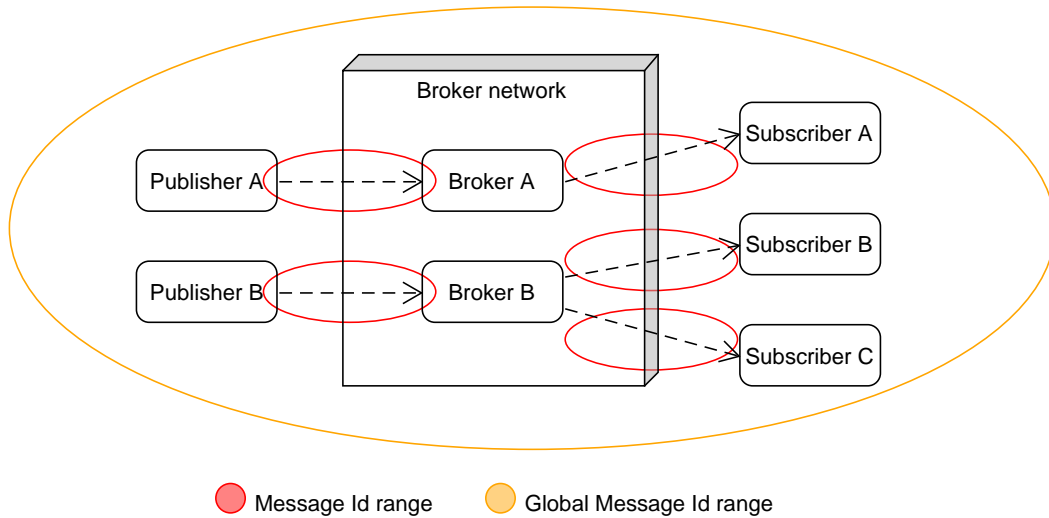 Broker network
Subscriber A
Publisher A
Broker A
Subscriber B
Publisher B
Broker B
Subscriber C
Message Id range
Global Message Id range